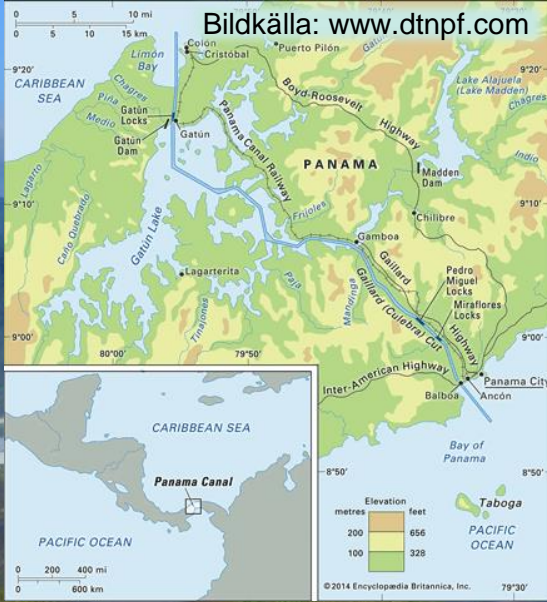 Bildkälla: www.dtnpf.com
0 5 10 mi
0 5 10 15 km
Colón
Cristóbal
Puerto Pilón
Limón
Bay
9°20'
9°20'
CARIBBEAN
SEA
Chagres
Piña
Medio
Gatún
Locks
Gatún
Dam
Gatún
Boyd-Roosevelt
Highway
Panama Canal Railway
Lake Alajuela
(Lake Madden)
Chagres
PANAMA
Madden
Dam
Indio
Lagarto
Caño Quebrado
9°10'
9°10'
Gatún Lake
Frijoles
Chilibre
Gamboa
Lagarterita
Paja
Mandinga
Tinajones
Gaillard
Highway
Gaillard (Culebra) Cut
Pedro
Miguel
Locks
Miraflores
Locks
9°00'
80°00'
79°50'
9°00'
Inter-American Highway
Panama City
Balboa
Ancón
Bay of
Panama
8°50'
8°50'
Taboga
PACIFIC
OCEAN
79°30'
Elevation
metres feet
200 656
100 328
©2014 Encyclopædia Britannica, Inc.
CARIBBEAN SEA
Panama Canal
PACIFIC OCEAN
0 200 400 mi
0 600 km